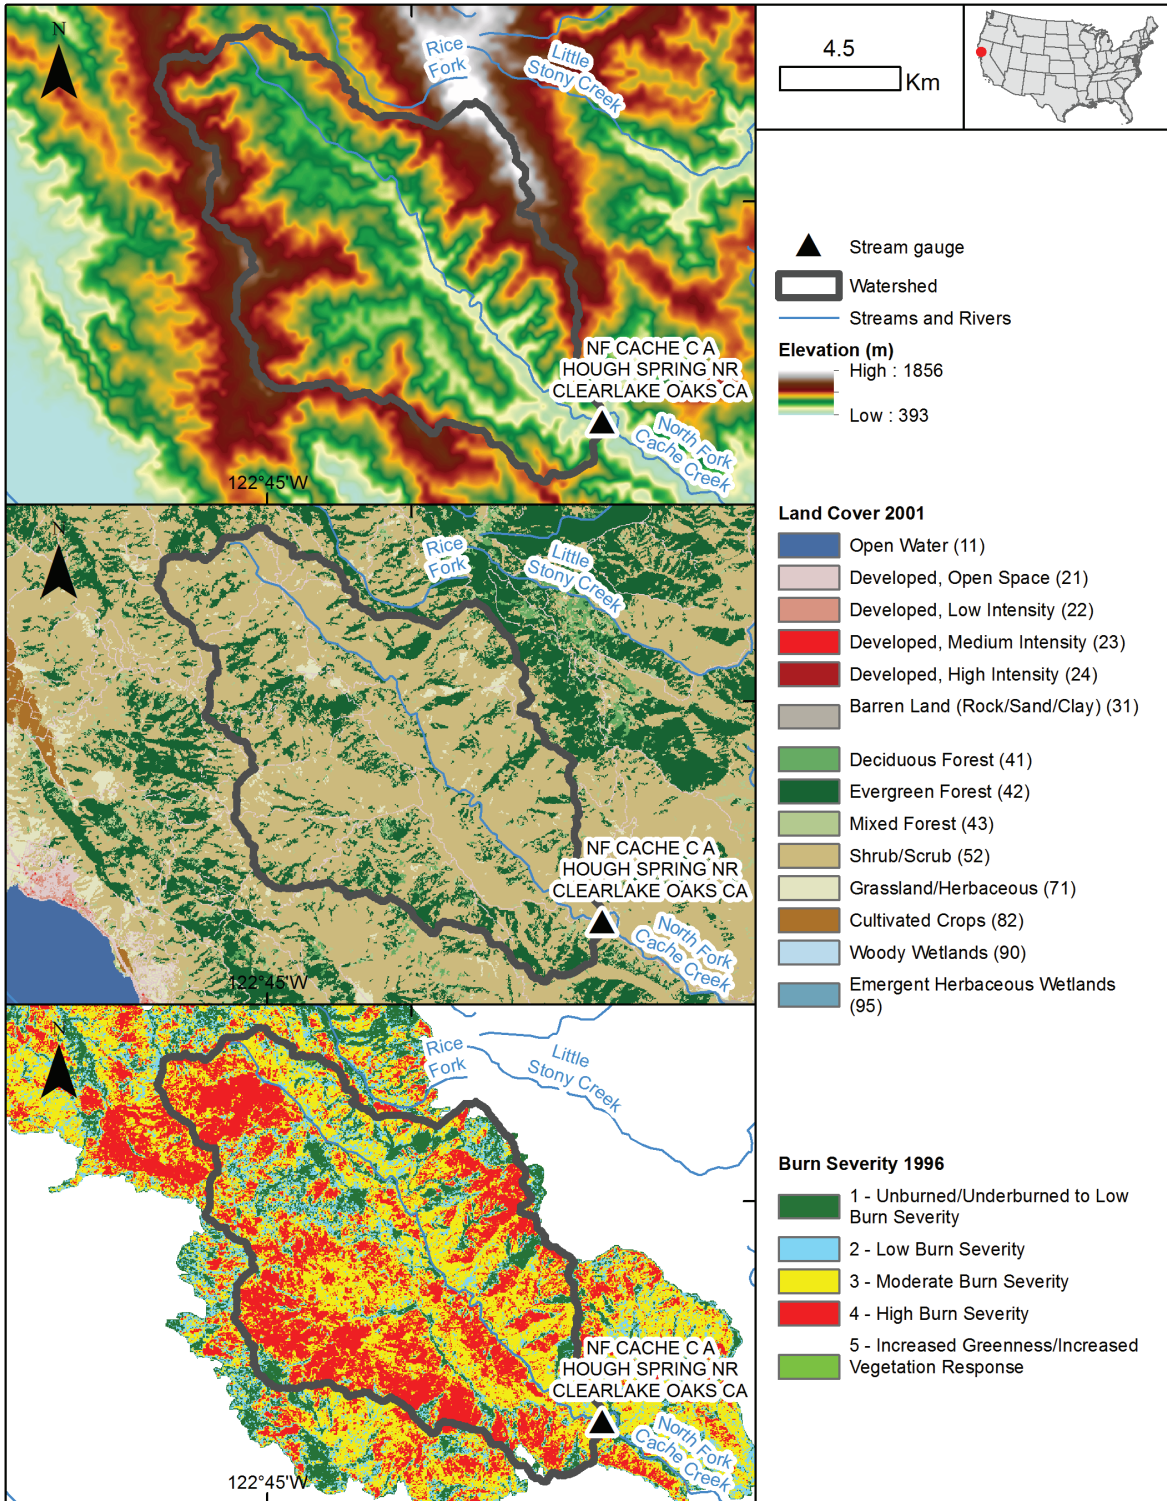 N
Rice
Fork
Little
Stony Creek
NF CACHE C A
HOUGH SPRING NR
CLEARLAKE OAKS CA
North Fork
Cache Creek
122°45'W
4.5
Km
Stream gauge
Watershed
Streams and Rivers
Elevation (m)
High : 1856
Low : 393
N
Rice
Fork
Little
Stony Creek
NF CACHE C A
HOUGH SPRING NR
CLEARLAKE OAKS CA
North Fork
Cache Creek
122°45'W
Land Cover 2001
Open Water (11)
Developed, Open Space (21)
Developed, Low Intensity (22)
Developed, Medium Intensity (23)
Developed, High Intensity (24)
Barren Land (Rock/Sand/Clay) (31)
Deciduous Forest (41)
Evergreen Forest (42)
Mixed Forest (43)
Shrub/Scrub (52)
Grassland/Herbaceous (71)
Cultivated Crops (82)
Woody Wetlands (90)
Emergent Herbaceous Wetlands
(95)
N
Rice
Fork
Little
Stony Creek
NF CACHE C A
HOUGH SPRING NR
CLEARLAKE OAKS CA
North Fork
Cache Creek
122°45'W
Burn Severity 1996
1 - Unburned/Underburned to Low
Burn Severity
2 - Low Burn Severity
3 - Moderate Burn Severity
4 - High Burn Severity
5 - Increased Greenness/Increased
Vegetation Response